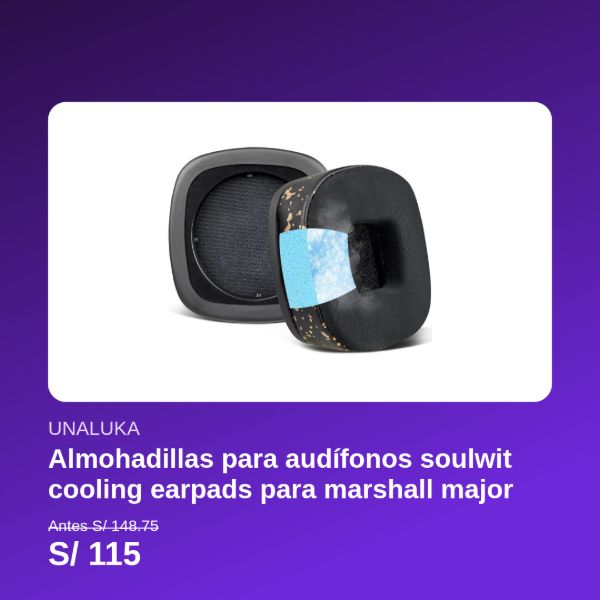 UNALUKA
Almohadillas para audífonos soulwit
cooling earpads para marshall major
Antes S/ 148.75
S/ 115